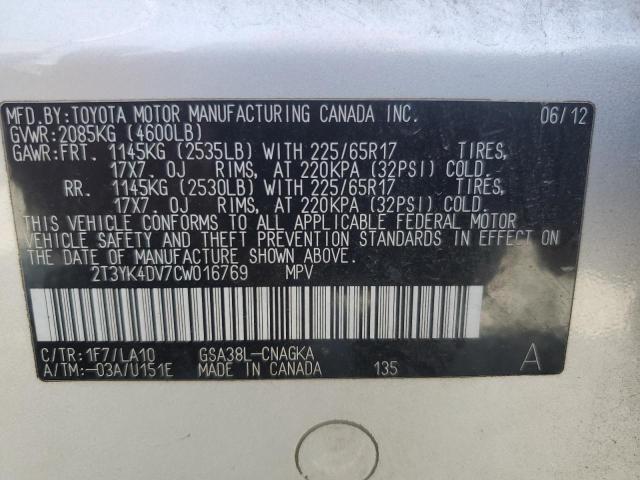 MFD.BY:TOYOTA MOTOR MANUFACTURING CANADA INC. 06/12
GVWR:2085KG (4600LB)
GAWR:FRT. 1145KG (2535LB) WITH 225/65R17 TIRES,
17X7. 0J RIMS, AT 220KPA (32PSI) COLD.
RR. 1145KG (2530LB) WITH 225/65R17 TIRES,
17X7. 0J RIMS, AT 220KPA (32PSI) COLD.
THIS VEHICLE CONFORMS TO ALL APPLICABLE FEDERAL MOTOR
VEHICLE SAFETY AND THEFT PREVENTION STANDARDS IN EFFECT ON
THE DATE OF MANUFACTURE SHOWN ABOVE.
2T3YK4DV7CW016769 MPV
C/TR:1F7/LA10 GSA38L-CNAGKA
A/TM:-03A/U151E MADE IN CANADA 135 A